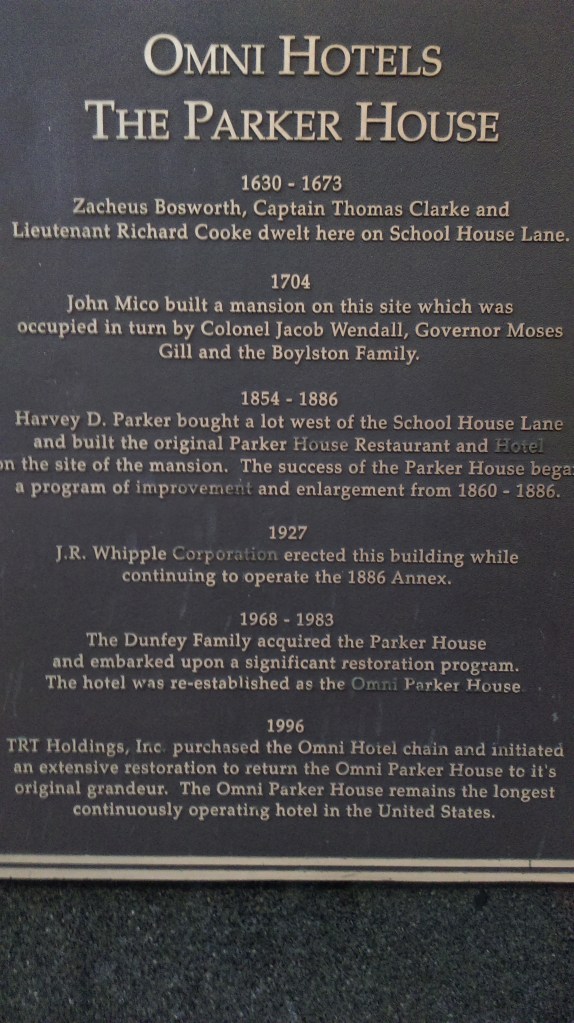 OMNI HOTELS
THE PARKER HOUSE
1630 - 1673
Zacheus Bosworth, Captain Thomas Clarke and
Lieutenant Richard Cooke dwelt here on School House Lane.
1704
John Mico built a mansion on this site which was
occupied in turn by Colonel Jacob Wendall, Governor Moses
Gill and the Boylston Family.
1854 - 1886
Harvey D. Parker bought a lot west of the School House Lane
and built the original Parker House Restaurant and Hotel
on the site of the mansion. The success of the Parker House bega
a program of improvement and enlargement from 1860 - 1886.
1927
J.R. Whipple Corporation erected this building while
continuing to operate the 1886 Annex.
1968 - 1983
The Dunfey Family acquired the Parker House
and embarked upon a significant restoration program.
The hotel was re-established as the Omni Parker House.
1996
TRT Holdings, Inc. purchased the Omni Hotel chain and initiated
an extensive restoration to return the Omni Parker House to it's
original grandeur. The Omni Parker House remains the longest
continuously operating hotel in the United States.